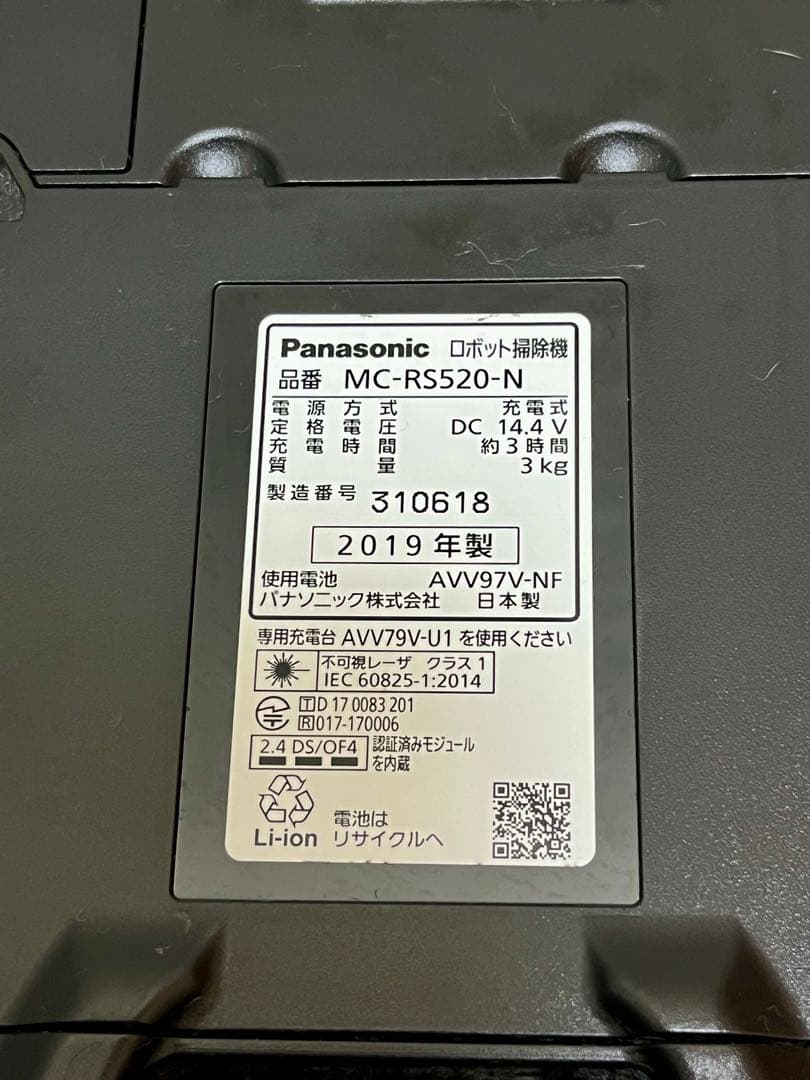 Panasonic ロボット掃除機
品番 MC-RS520-N
電源方式 充電式
定格電圧 DC 14.4 V
充電時間 約3時間
質量 3 kg
製造番号 310618
2019年製
使用電池 AVV97V-NF
パナソニック株式会社 日本製
専用充電台 AVV79V-U1 を使用ください
不可視レーザ クラス1
IEC 60825-1:2014
T D 17 0083 201
R 017-170006
2.4 DS/OF4 認証済みモジュール
を内蔵
電池は
Li-ion リサイクルへ